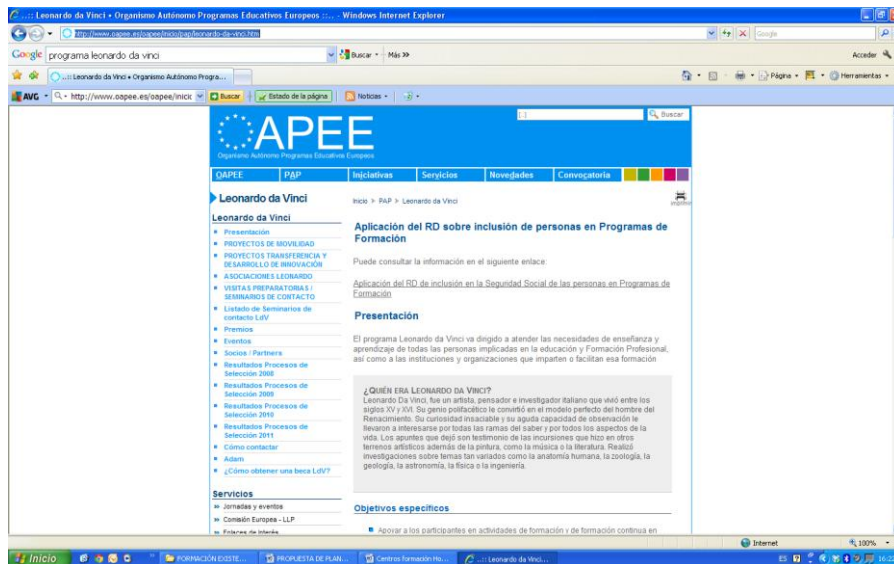 ..:: Leonardo da Vinci • Organismo Autónomo Programas Educativos Europeos ::.. - Windows Internet Explorer
http://www.oapee.es/oapee/inicio/pap/leonardo-da-vinci.htm
Google
Google programa leonardo da vinci Buscar Más »
Acceder
..:: Leonardo da Vinci • Organismo Autónomo Progra...
Página Herramientas
AVG http://www.oapee.es/oapee/inicic Buscar Estado de la página Noticias
APEE
Organismo Autónomo Programas Educativos Europeos
[.] Buscar
OAPEE PAP Iniciativas Servicios Novedades Convocatoria
Leonardo da Vinci
Leonardo da Vinci
Presentación
PROYECTOS DE MOVILIDAD
PROYECTOS TRANSFERENCIA Y
DESARROLLO DE INNOVACIÓN
ASOCIACIONES LEONARDO
VISITAS PREPARATORIAS /
SEMINARIOS DE CONTACTO
Listado de Seminarios de
contacto LdV
Premios
Eventos
Socios / Partners
Resultados Procesos de
Selección 2008
Resultados Procesos de
Selección 2009
Resultados Procesos de
Selección 2010
Resultados Procesos de
Selección 2011
Cómo contactar
Adam
¿Cómo obtener una beca LdV?
Servicios
Jornadas y eventos
Comisión Europea - LLP
Enlaces de interés
Inicio > PAP > Leonardo da Vinci
imprimir
Aplicación del RD sobre inclusión de personas en Programas de
Formación
Puede consultar la información en el siguiente enlace:
Aplicación del RD de inclusión en la Seguridad Social de las personas en Programas de
Formación
Presentación
El programa Leonardo da Vinci va dirigido a atender las necesidades de enseñanza y
aprendizaje de todas las personas implicadas en la educación y Formación Profesional,
así como a las instituciones y organizaciones que imparten o facilitan esa formación
¿QUIÉN ERA LEONARDO DA VINCI?
Leonardo Da Vinci, fue un artista, pensador e investigador italiano que vivió entre los
siglos XV y XVI. Su genio polifacético le convirtió en el modelo perfecto del hombre del
Renacimiento. Su curiosidad insaciable y su aguda capacidad de observación le
llevaron a interesarse por todas las ramas del saber y por todos los aspectos de la
vida. Los apuntes que dejó son testimonio de las incursiones que hizo en otros
terrenos artísticos además de la pintura, como la música o la literatura. Realizó
investigaciones sobre temas tan variados como la anatomía humana, la zoología, la
geología, la astronomía, la física o la ingeniería.
Objetivos específicos
Apoyar a los participantes en actividades de formación y de formación continua en
Internet 100%
Inicio FORMACIÓN EXISTE... PROPUESTA DE PLAN... Centros formación Ho... ..:: Leonardo da Vinci... ES 16:22